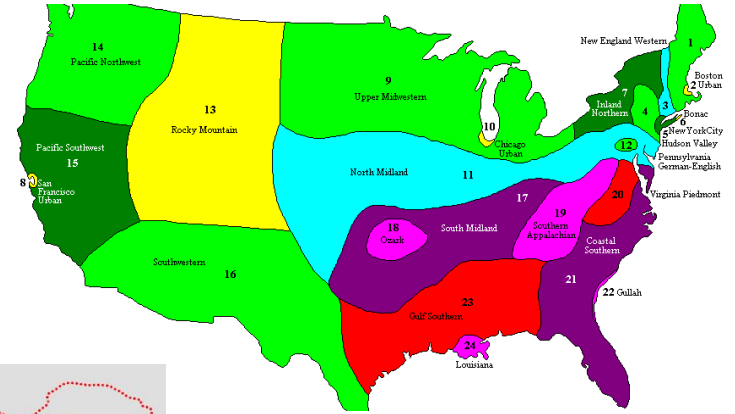 14
Pacific Northwest
13
Rocky Mountain
9
Upper Midwestern
10
Chicago
Urban
New England Western
1
Boston
2 Urban
7
Inland
Northern
4
3
Bonac
6
5
NewYorkCity
Hudson Valley
12
Pennsylvania
German-English
Pacific Southwest
15
8
San
Francisco
Urban
North Midland
11
17
South Midland
18
Ozark
19
Southern
Appalachian
20
Virginia Piedmont
Coastal
Southern
21
22 Gullah
Southwestern
16
23
Gulf Southern
24
Louisiana